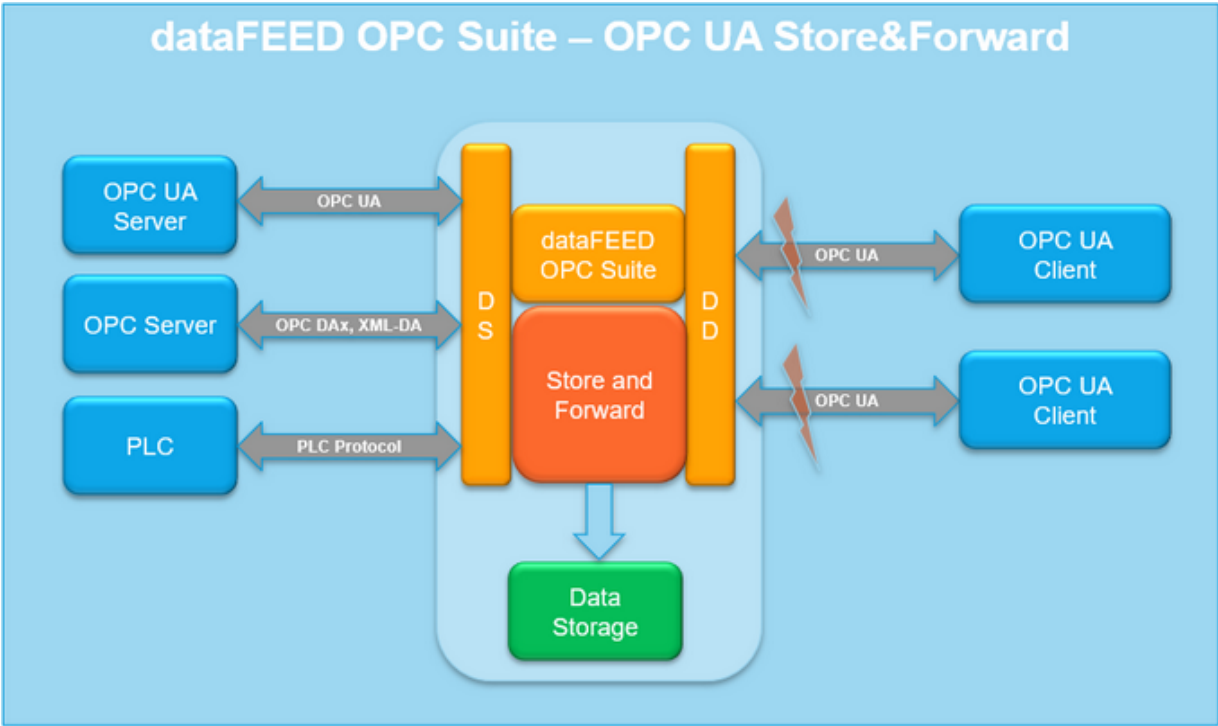 dataFEED OPC Suite – OPC UA Store&Forward
OPC UA
Server
OPC UA
OPC Server
OPC DAx, XML-DA
PLC
PLC Protocol
D
S
dataFEED
OPC Suite
Store and
Forward
D
D
Data
Storage
OPC UA
OPC UA
Client
OPC UA
OPC UA
Client